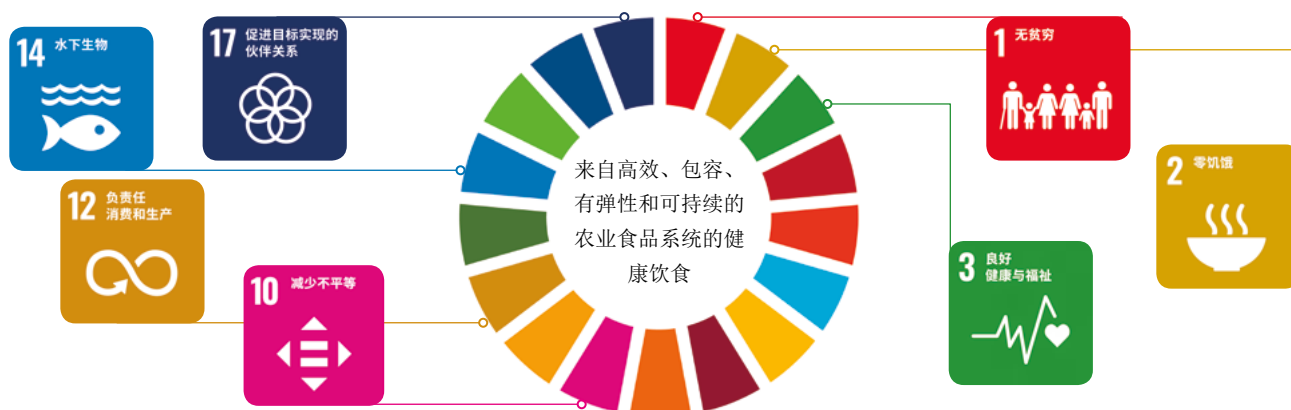 14 水下生物
17 促进目标实现的
伙伴关系
1 无贫穷
2 零饥饿
来自高效、包容、
有弹性和可持续的
农业食品系统的健
康饮食
12 负责任
消费和生产
10 减少不平等
3 良好
健康与福祉